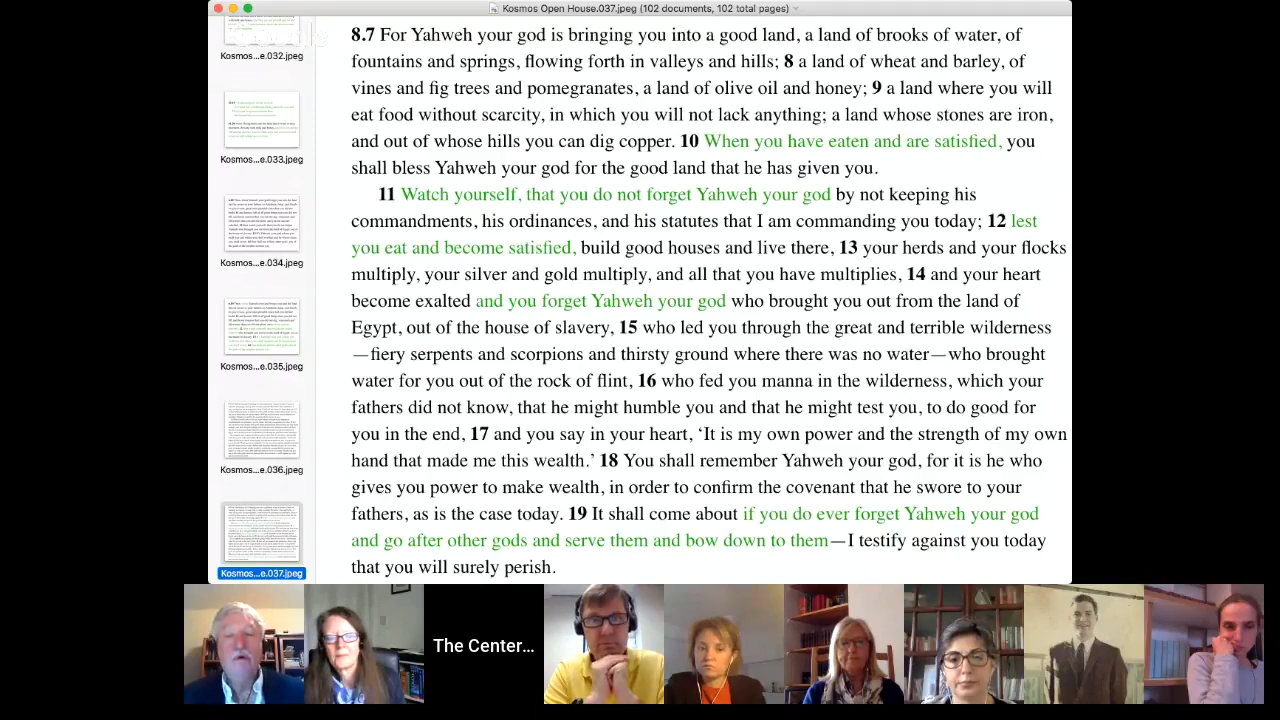 Kosmos Open House.037.jpeg (102 documents, 102 total pages)
Kosmos...e.032.jpeg
Kosmos...e.033.jpeg
Kosmos...e.034.jpeg
Kosmos...e.035.jpeg
Kosmos...e.036.jpeg
Kosmos...e.037.jpeg
8.7 For Yahweh your god is bringing you into a good land, a land of brooks of water, of
fountains and springs, flowing forth in valleys and hills; 8 a land of wheat and barley, of
vines and fig trees and pomegranates, a land of olive oil and honey; 9 a land where you will
eat food without scarcity, where you will not lack anything; a land whose rocks are iron,
and out of whose hills you can dig copper. 10 When you have eaten and are satisfied, you
shall bless Yahweh your god for the good land that he has given you.
11 Watch yourself, that you do not forget Yahweh your god by not keeping his
commandments, his judgments, and his statutes, which I am commanding you today, 12 lest
you eat and become satisfied, build good houses and live there, 13 your herds and your flocks
multiply, your silver and gold multiply, and all that you have multiplies, 14 and your heart
become exalted and you forget Yahweh your god who brought you out from the land of
Egypt, from the house of slavery, 15 who led you through the great and terrible wilderness
—fiery serpents and scorpions and thirsty ground where there was no water—who brought
water for you out of the rock of flint, 16 who fed you manna in the wilderness, which your
fathers did not know, to humble you and to test you, to do good for
you in the end. 17 You may say in your heart, ‘My power and the strength of my own
hand that made me this wealth.’ 18 You shall remember Yahweh your god, for it is he who
gives you power to make wealth, in order to confirm the covenant that he swore to your
fathers, as is the case today. 19 It shall come about if you do ever forget Yahweh your god
and go after other gods and serve them and bow down to them—I testify against you today
that you will surely perish.
The Center...